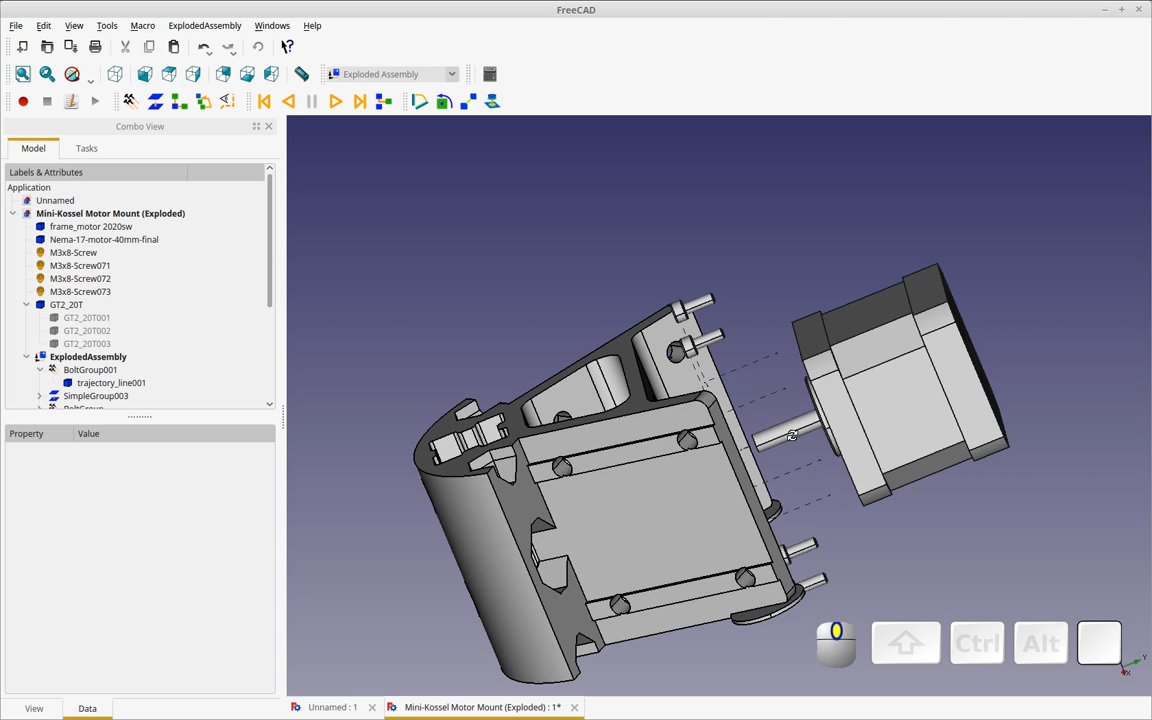 FreeCAD
File Edit View Tools Macro ExplodedAssembly Windows Help
Exploded Assembly
Combo View
Model Tasks
Labels & Attributes
Application
Unnamed
Mini-Kossel Motor Mount (Exploded)
frame_motor 2020sw
Nema-17-motor-40mm-final
M3x8-Screw
M3x8-Screw071
M3x8-Screw072
M3x8-Screw073
GT2_20T
GT2_20T001
GT2_20T002
GT2_20T003
ExplodedAssembly
BoltGroup001
trajectory_line001
SimpleGroup003
BoltGroup
Property Value
Ctrl Alt
Y
X
View Data
Unnamed : 1
Mini-Kossel Motor Mount (Exploded) : 1*